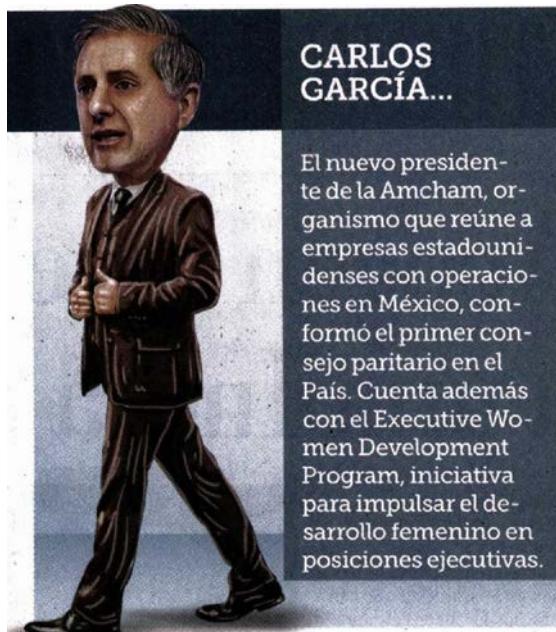 CARLOS
GARCÍA...
El nuevo presiden-
te de la Amcham, or-
ganismo que reúne a
empresas estadouni-
denses con operacio-
nes en México, con-
formó el primer con-
sejo paritario en el
País. Cuenta además
con el Executive Wo-
men Development
Program, iniciativa
para impulsar el de-
sarrollo femenino en
posiciones ejecutivas.